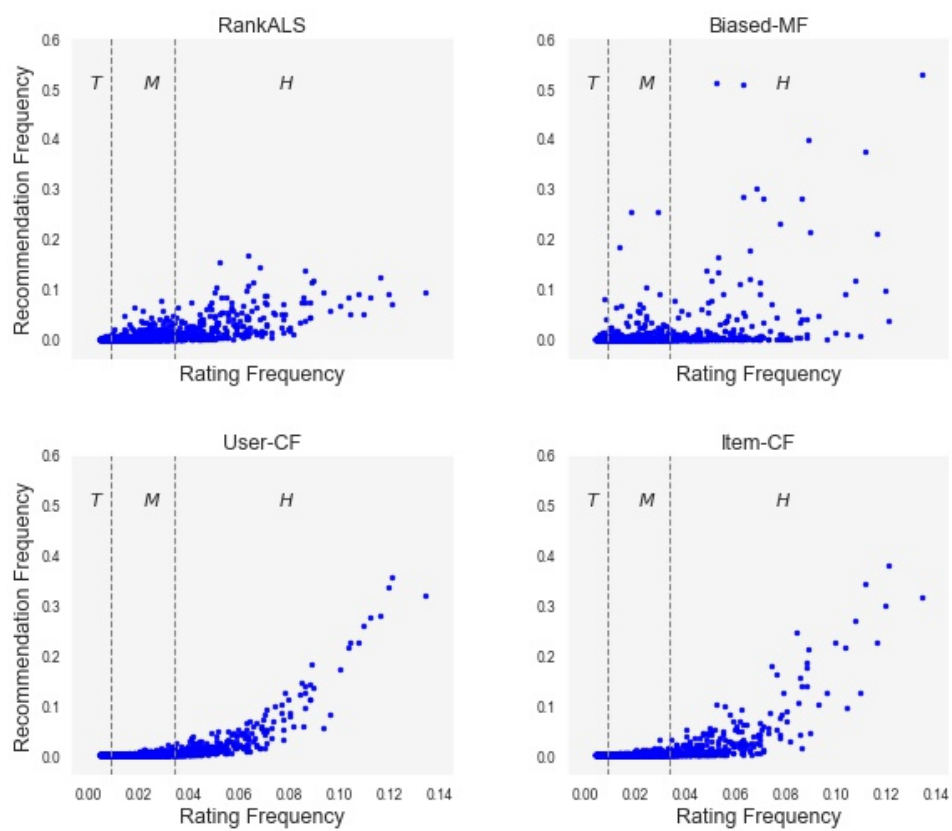 RankALS
Biased-MF
0.6
0.5
0.4
0.3
0.2
0.1
0.0
Recommendation Frequency
T
M
H
Rating Frequency
0.6
0.5
0.4
0.3
0.2
0.1
0.0
T
M
H
Rating Frequency
User-CF
Item-CF
0.6
0.5
0.4
0.3
0.2
0.1
0.0
Recommendation Frequency
T
M
H
0.00 0.02 0.04 0.06 0.08 0.10 0.12 0.14
Rating Frequency
0.6
0.5
0.4
0.3
0.2
0.1
0.0
T
M
H
0.00 0.02 0.04 0.06 0.08 0.10 0.12 0.14
Rating Frequency